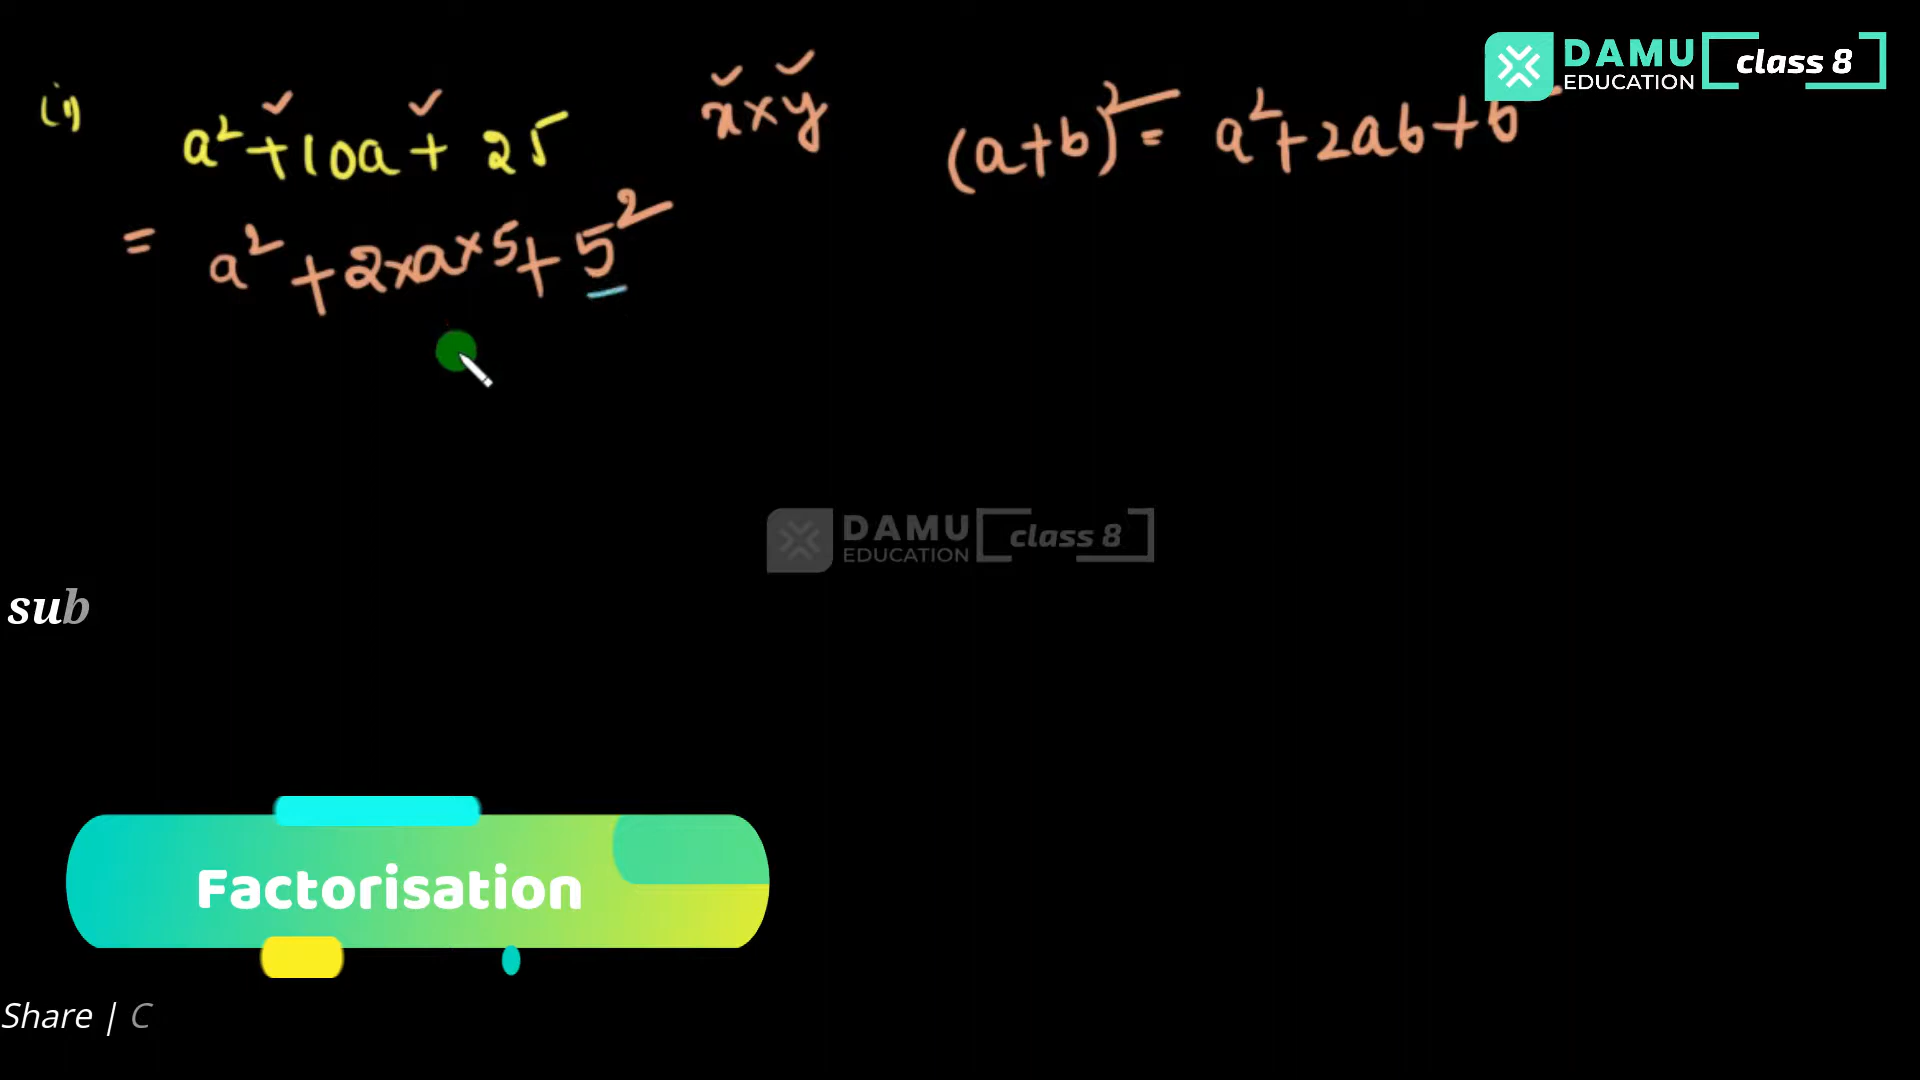 (i) a² + 10a + 25
x × y
(a+b)² = a² + 2ab + b²
= a² + 2×a×5 + 5²
DAMU EDUCATION class 8
DAMU EDUCATION class 8
sub
Factorisation
Share | C